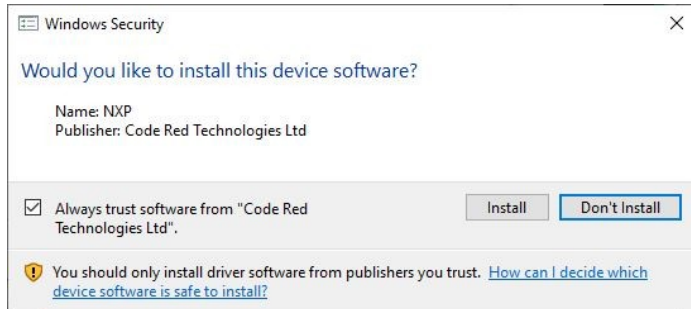 Windows Security
Would you like to install this device software?
Name: NXP
Publisher: Code Red Technologies Ltd
Always trust software from "Code Red
Technologies Ltd".
Install
Don't Install
You should only install driver software from publishers you trust. How can I decide which
device software is safe to install?